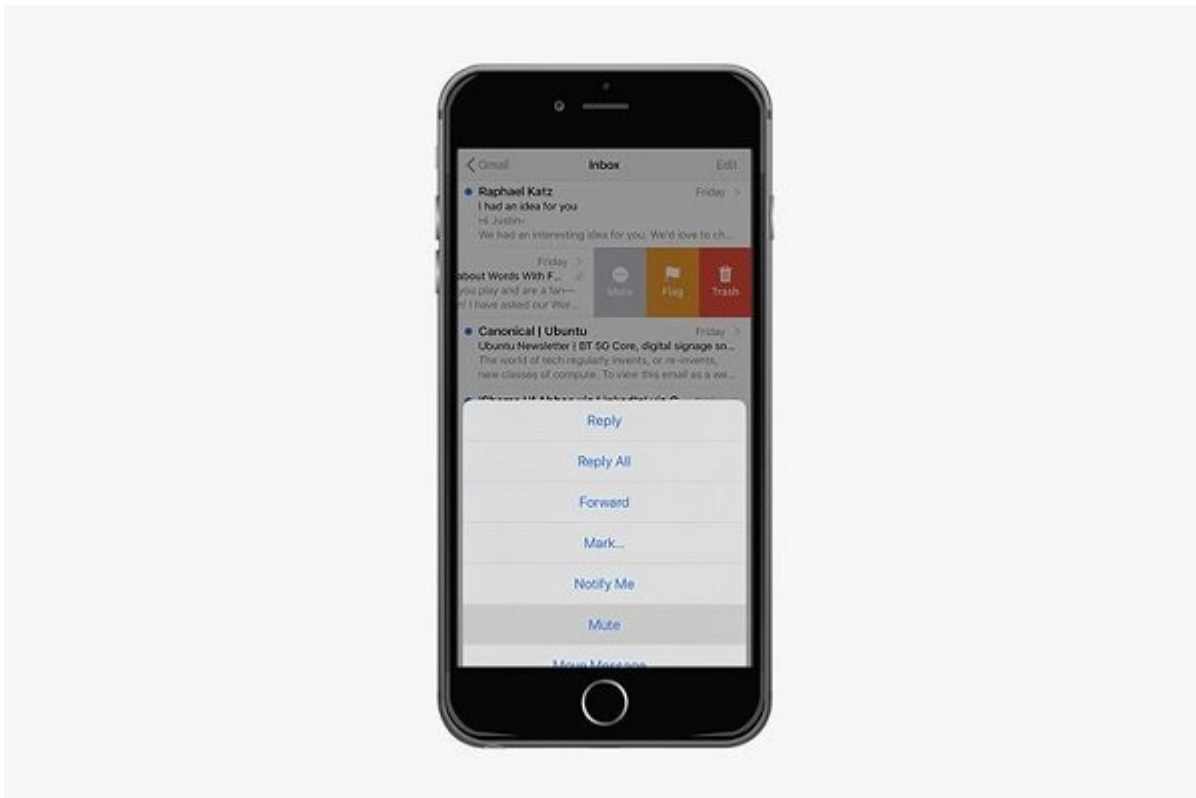 Gmail
Inbox
Edit
Raphael Katz
Friday
I had an idea for you
Hi Justin-
We had an interesting idea for you. We'd love to ch...
Friday
about Words With F...
you play and are a fan—
I have asked our Wor...
More
Flag
Trash
Canonical | Ubuntu
Friday
Ubuntu Newsletter | BT 5G Core, digital signage sn...
The world of tech regularly invents, or re-invents,
new classes of compute. To view this email as a we...
Reply
Reply All
Forward
Mark...
Notify Me
Mute
Move Message